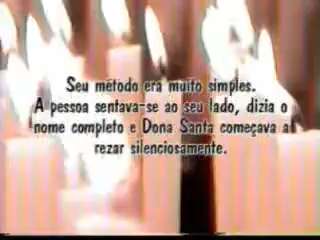 Seu método era muito simples.
A pessoa sentava-se ao seu lado, dizia o
nome completo e Dona Santa começava a
rezar silenciosamente.